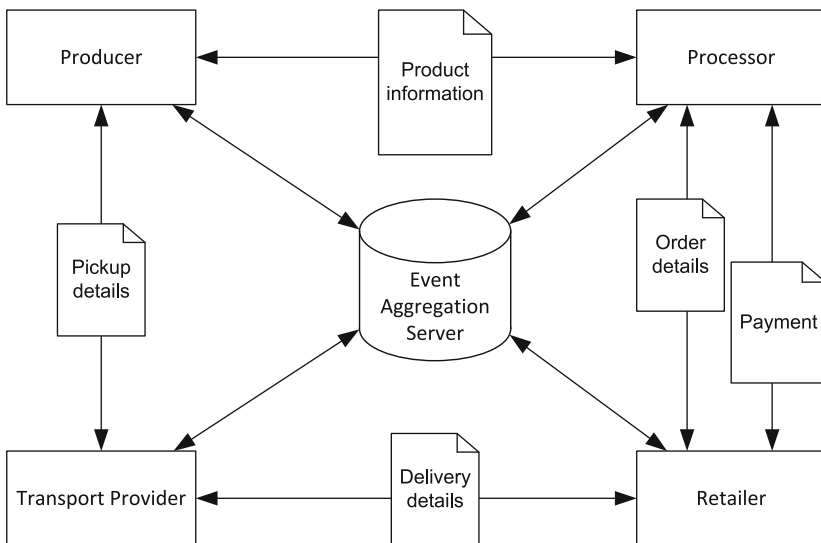 Producer
Product
information
Processor
Pickup
details
Event
Aggregation
Server
Order
details
Payment
Transport Provider
Delivery
details
Retailer